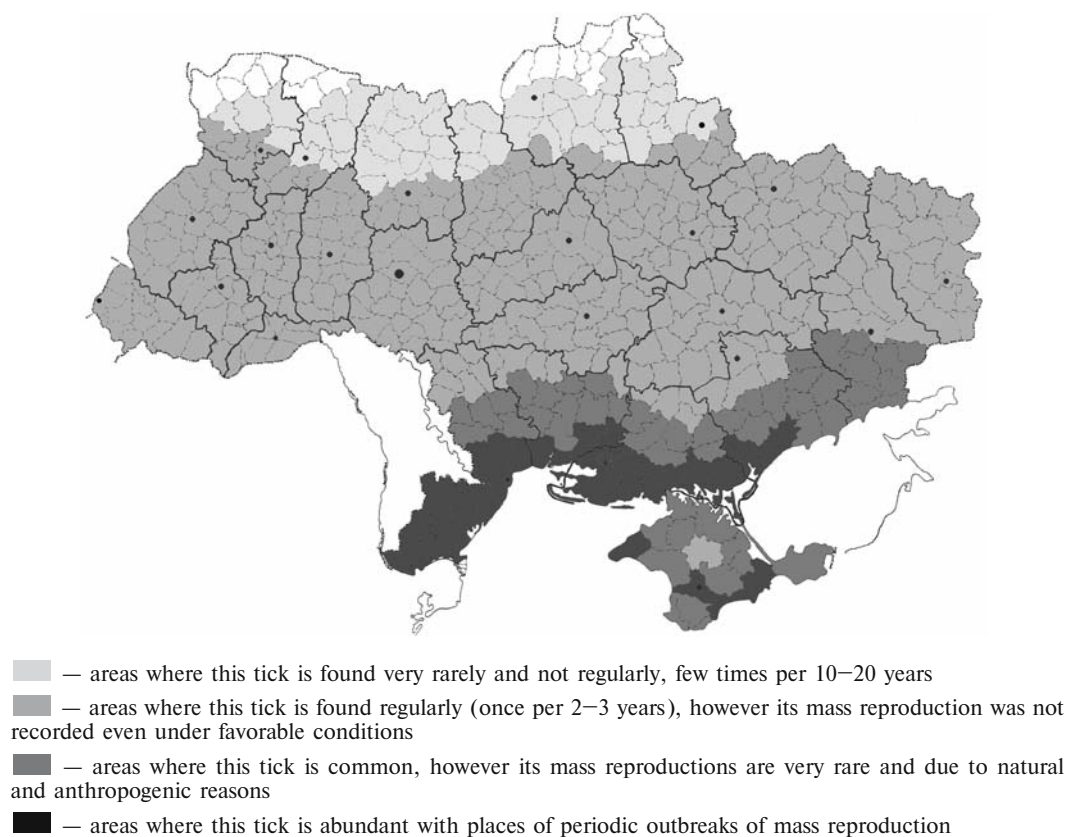 — areas where this tick is found very rarely and not regularly, few times per 10–20 years
— areas where this tick is found regularly (once per 2–3 years), however its mass reproduction was not
recorded even under favorable conditions
— areas where this tick is common, however its mass reproductions are very rare and due to natural
and anthropogenic reasons
— areas where this tick is abundant with places of periodic outbreaks of mass reproduction